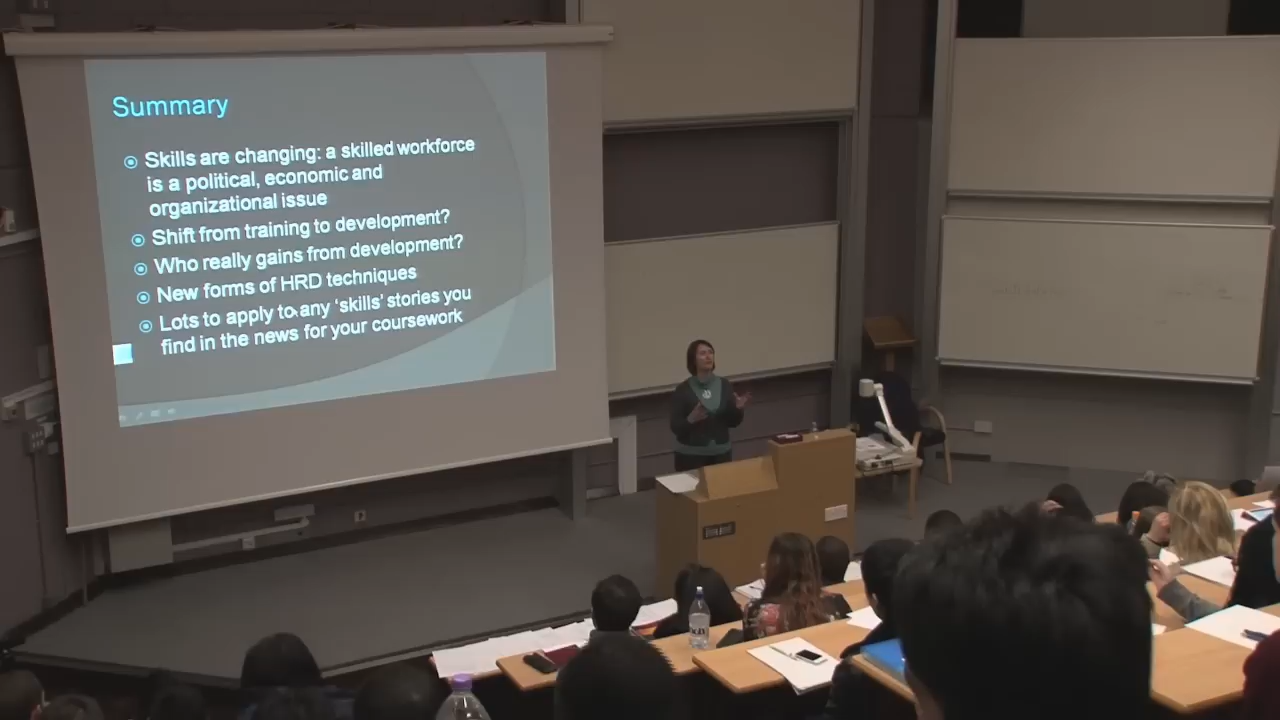 Summary
Skills are changing: a skilled workforce
is a political, economic and
organizational issue
Shift from training to development?
Who really gains from development?
New forms of HRD techniques
Lots to apply to any ‘skills’ stories you
find in the news for your coursework